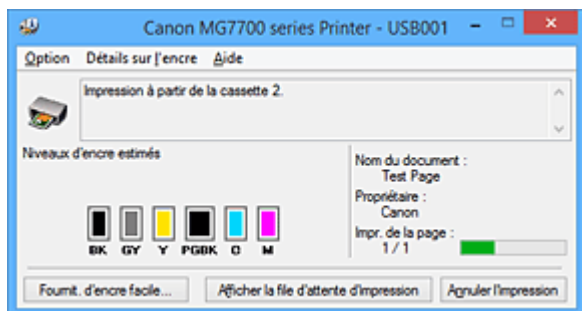 Canon MG7700 series Printer - USB001
Option Détails sur l'encre Aide
Impression à partir de la cassette 2.
Niveaux d'encre estimés
BK GY Y PGBK C M
Nom du document :
Test Page
Propriétaire :
Canon
Impr. de la page :
1 / 1
Fournit. d'encre facile... Afficher la file d'attente d'impression Annuler l'impression